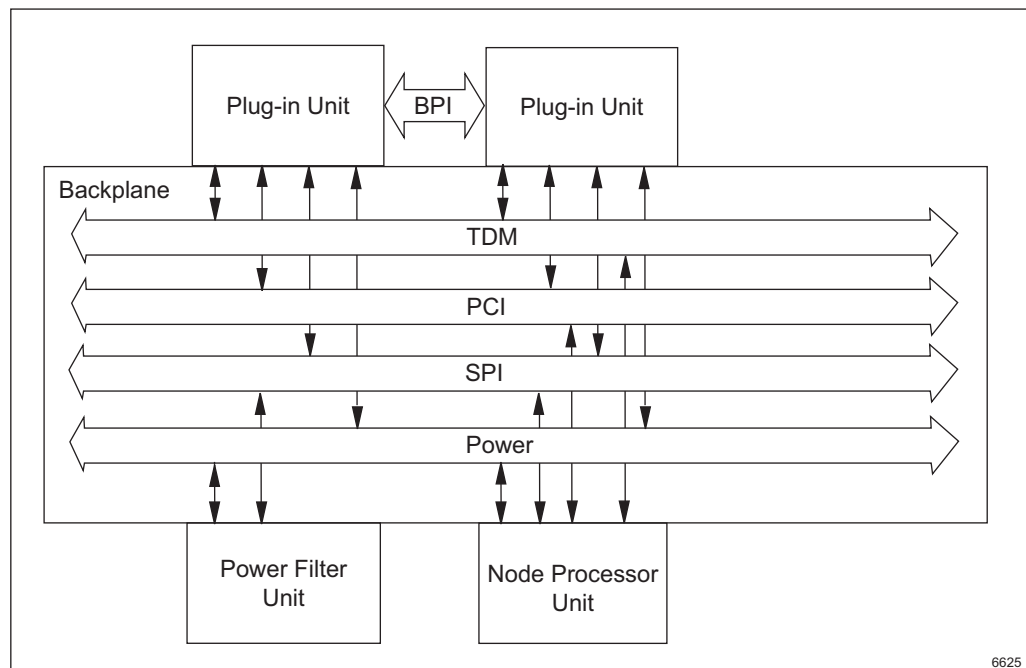 Plug-in Unit
BPI
Plug-in Unit
Backplane
TDM
PCI
SPI
Power
Power Filter
Unit
Node Processor
Unit
6625